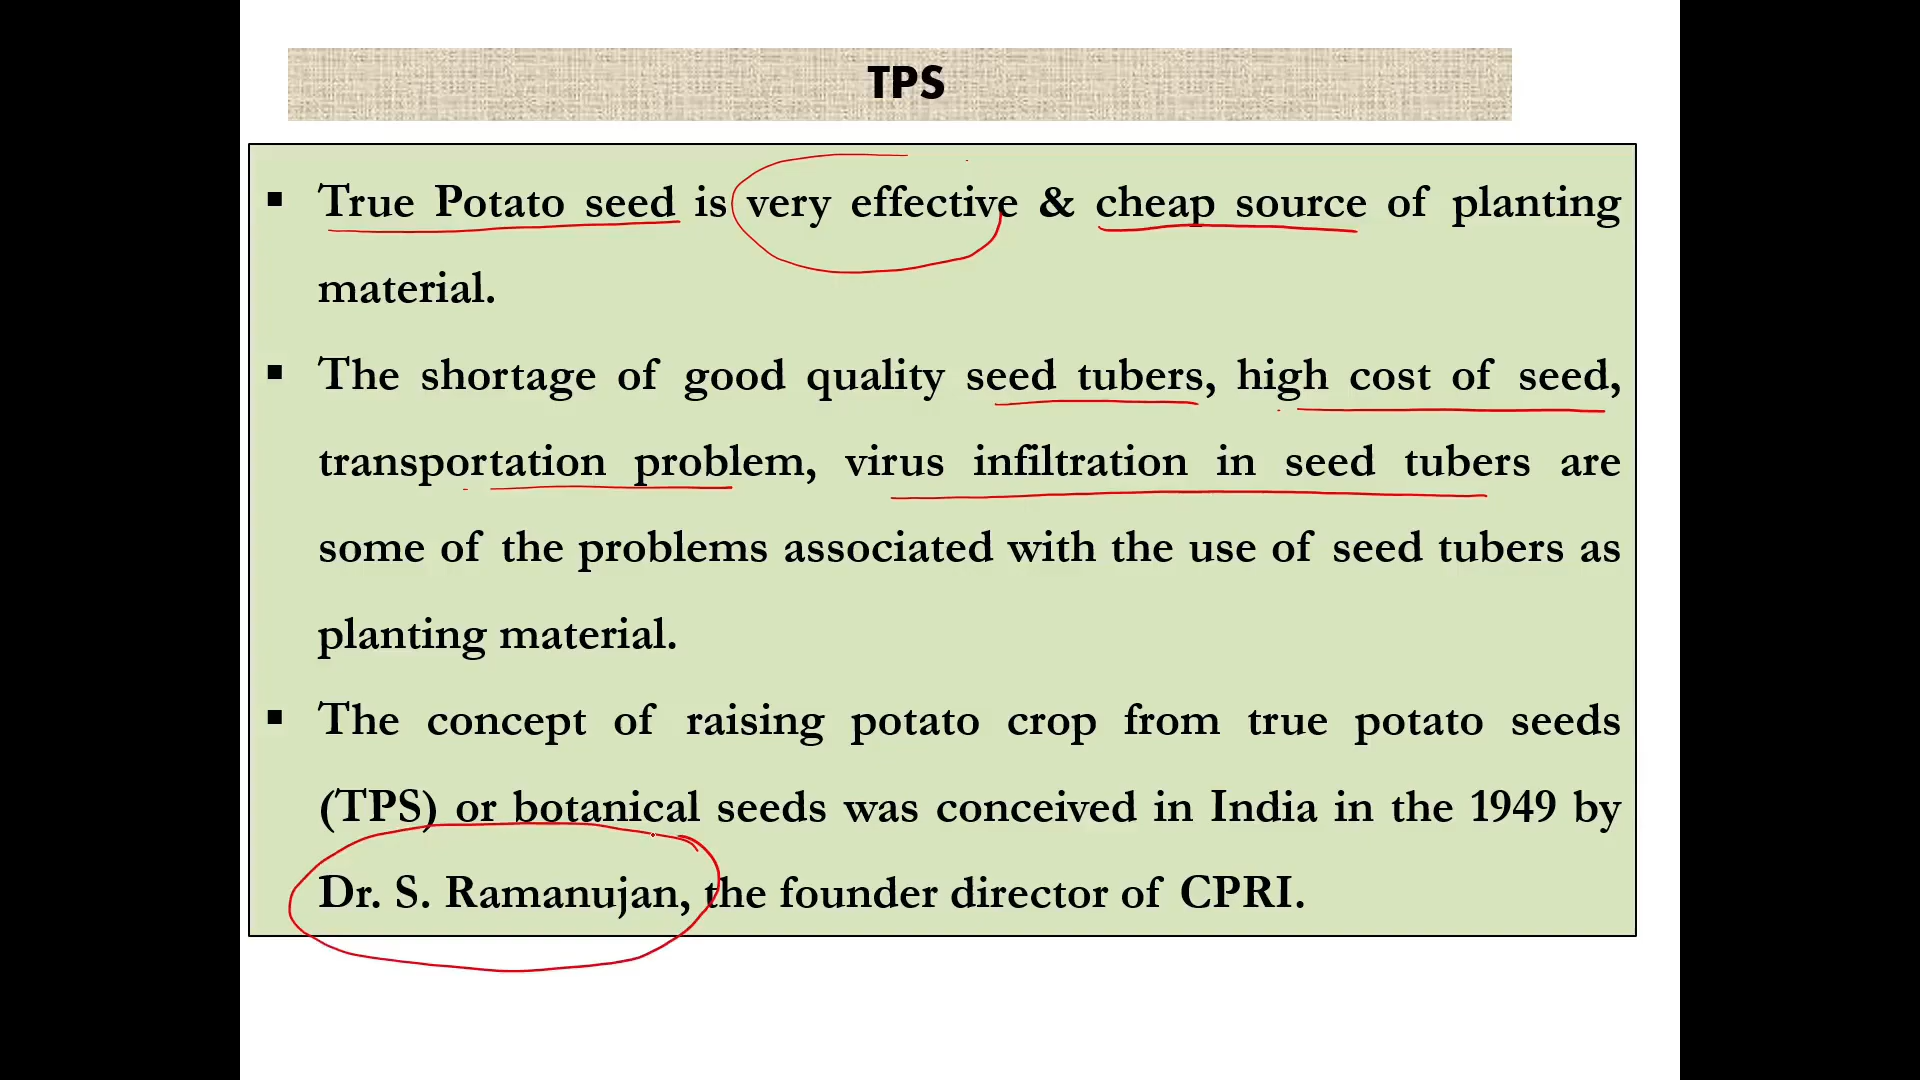 TPS
▪ True Potato seed is very effective & cheap source of planting
material.
▪ The shortage of good quality seed tubers, high cost of seed,
transportation problem, virus infiltration in seed tubers are
some of the problems associated with the use of seed tubers as
planting material.
▪ The concept of raising potato crop from true potato seeds
(TPS) or botanical seeds was conceived in India in the 1949 by
Dr. S. Ramanujan, the founder director of CPRI.